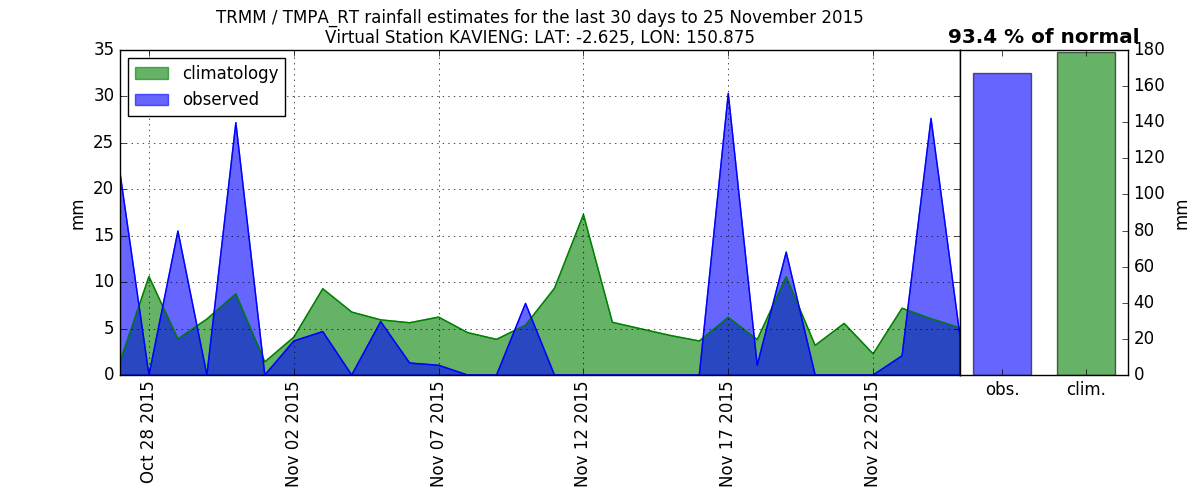 TRMM / TMPA_RT rainfall estimates for the last 30 days to 25 November 2015
Virtual Station KAVIENG: LAT: -2.625, LON: 150.875
93.4 % of normal
climatology
observed
35
30
25
20
15
10
5
0
mm
Oct 28 2015
Nov 02 2015
Nov 07 2015
Nov 12 2015
Nov 17 2015
Nov 22 2015
obs.
clim.
180
160
140
120
100
80
60
40
20
0
mm